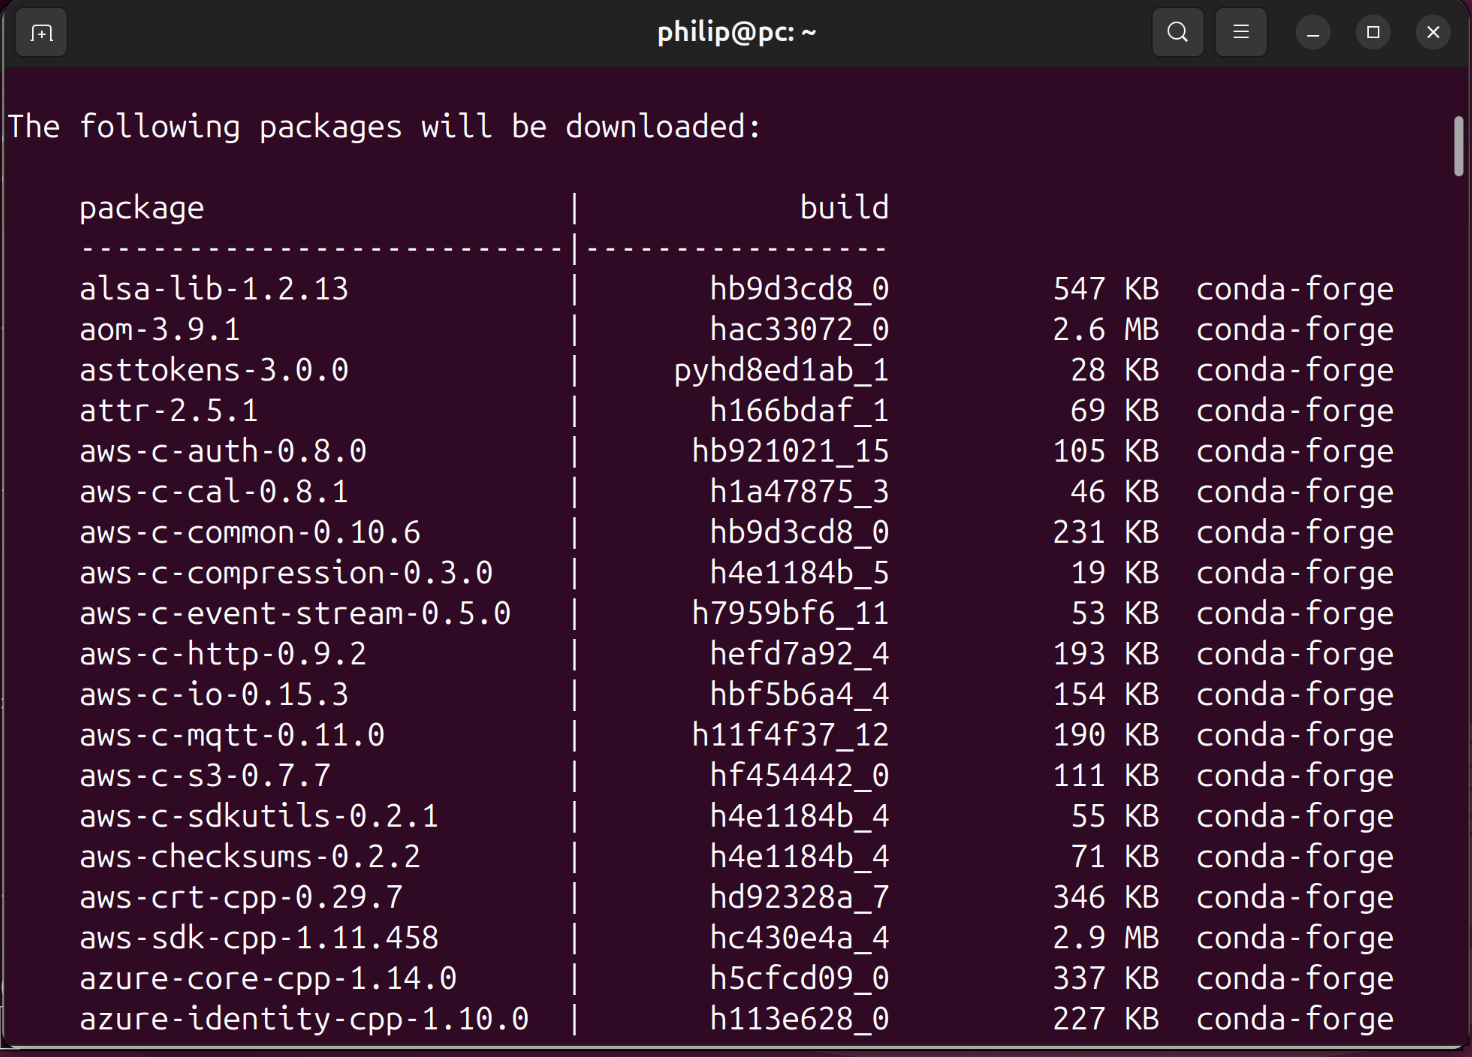 philip@pc: ~
The following packages will be downloaded:
package | build
---------------------------|-----------------
alsa-lib-1.2.13 | hb9d3cd8_0 547 KB conda-forge
aom-3.9.1 | hac33072_0 2.6 MB conda-forge
asttokens-3.0.0 | pyhd8ed1ab_1 28 KB conda-forge
attr-2.5.1 | h166bdaf_1 69 KB conda-forge
aws-c-auth-0.8.0 | hb921021_15 105 KB conda-forge
aws-c-cal-0.8.1 | h1a47875_3 46 KB conda-forge
aws-c-common-0.10.6 | hb9d3cd8_0 231 KB conda-forge
aws-c-compression-0.3.0 | h4e1184b_5 19 KB conda-forge
aws-c-event-stream-0.5.0 | h7959bf6_11 53 KB conda-forge
aws-c-http-0.9.2 | hefd7a92_4 193 KB conda-forge
aws-c-io-0.15.3 | hbf5b6a4_4 154 KB conda-forge
aws-c-mqtt-0.11.0 | h11f4f37_12 190 KB conda-forge
aws-c-s3-0.7.7 | hf454442_0 111 KB conda-forge
aws-c-sdkutils-0.2.1 | h4e1184b_4 55 KB conda-forge
aws-checksums-0.2.2 | h4e1184b_4 71 KB conda-forge
aws-crt-cpp-0.29.7 | hd92328a_7 346 KB conda-forge
aws-sdk-cpp-1.11.458 | hc430e4a_4 2.9 MB conda-forge
azure-core-cpp-1.14.0 | h5cfcd09_0 337 KB conda-forge
azure-identity-cpp-1.10.0 | h113e628_0 227 KB conda-forge